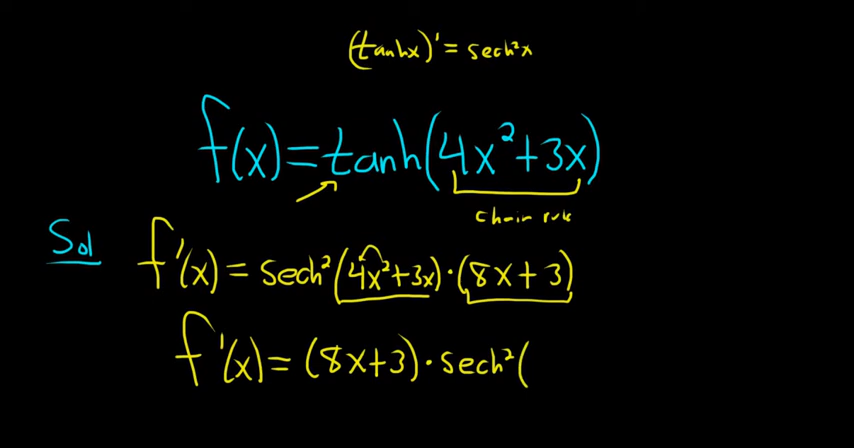 (tanhx)' = sech²x
f(x) = tanh(4x² + 3x)
chain rule
Sol f'(x) = sech²(4x² + 3x) · (8x + 3)
f'(x) = (8x + 3) · sech²(